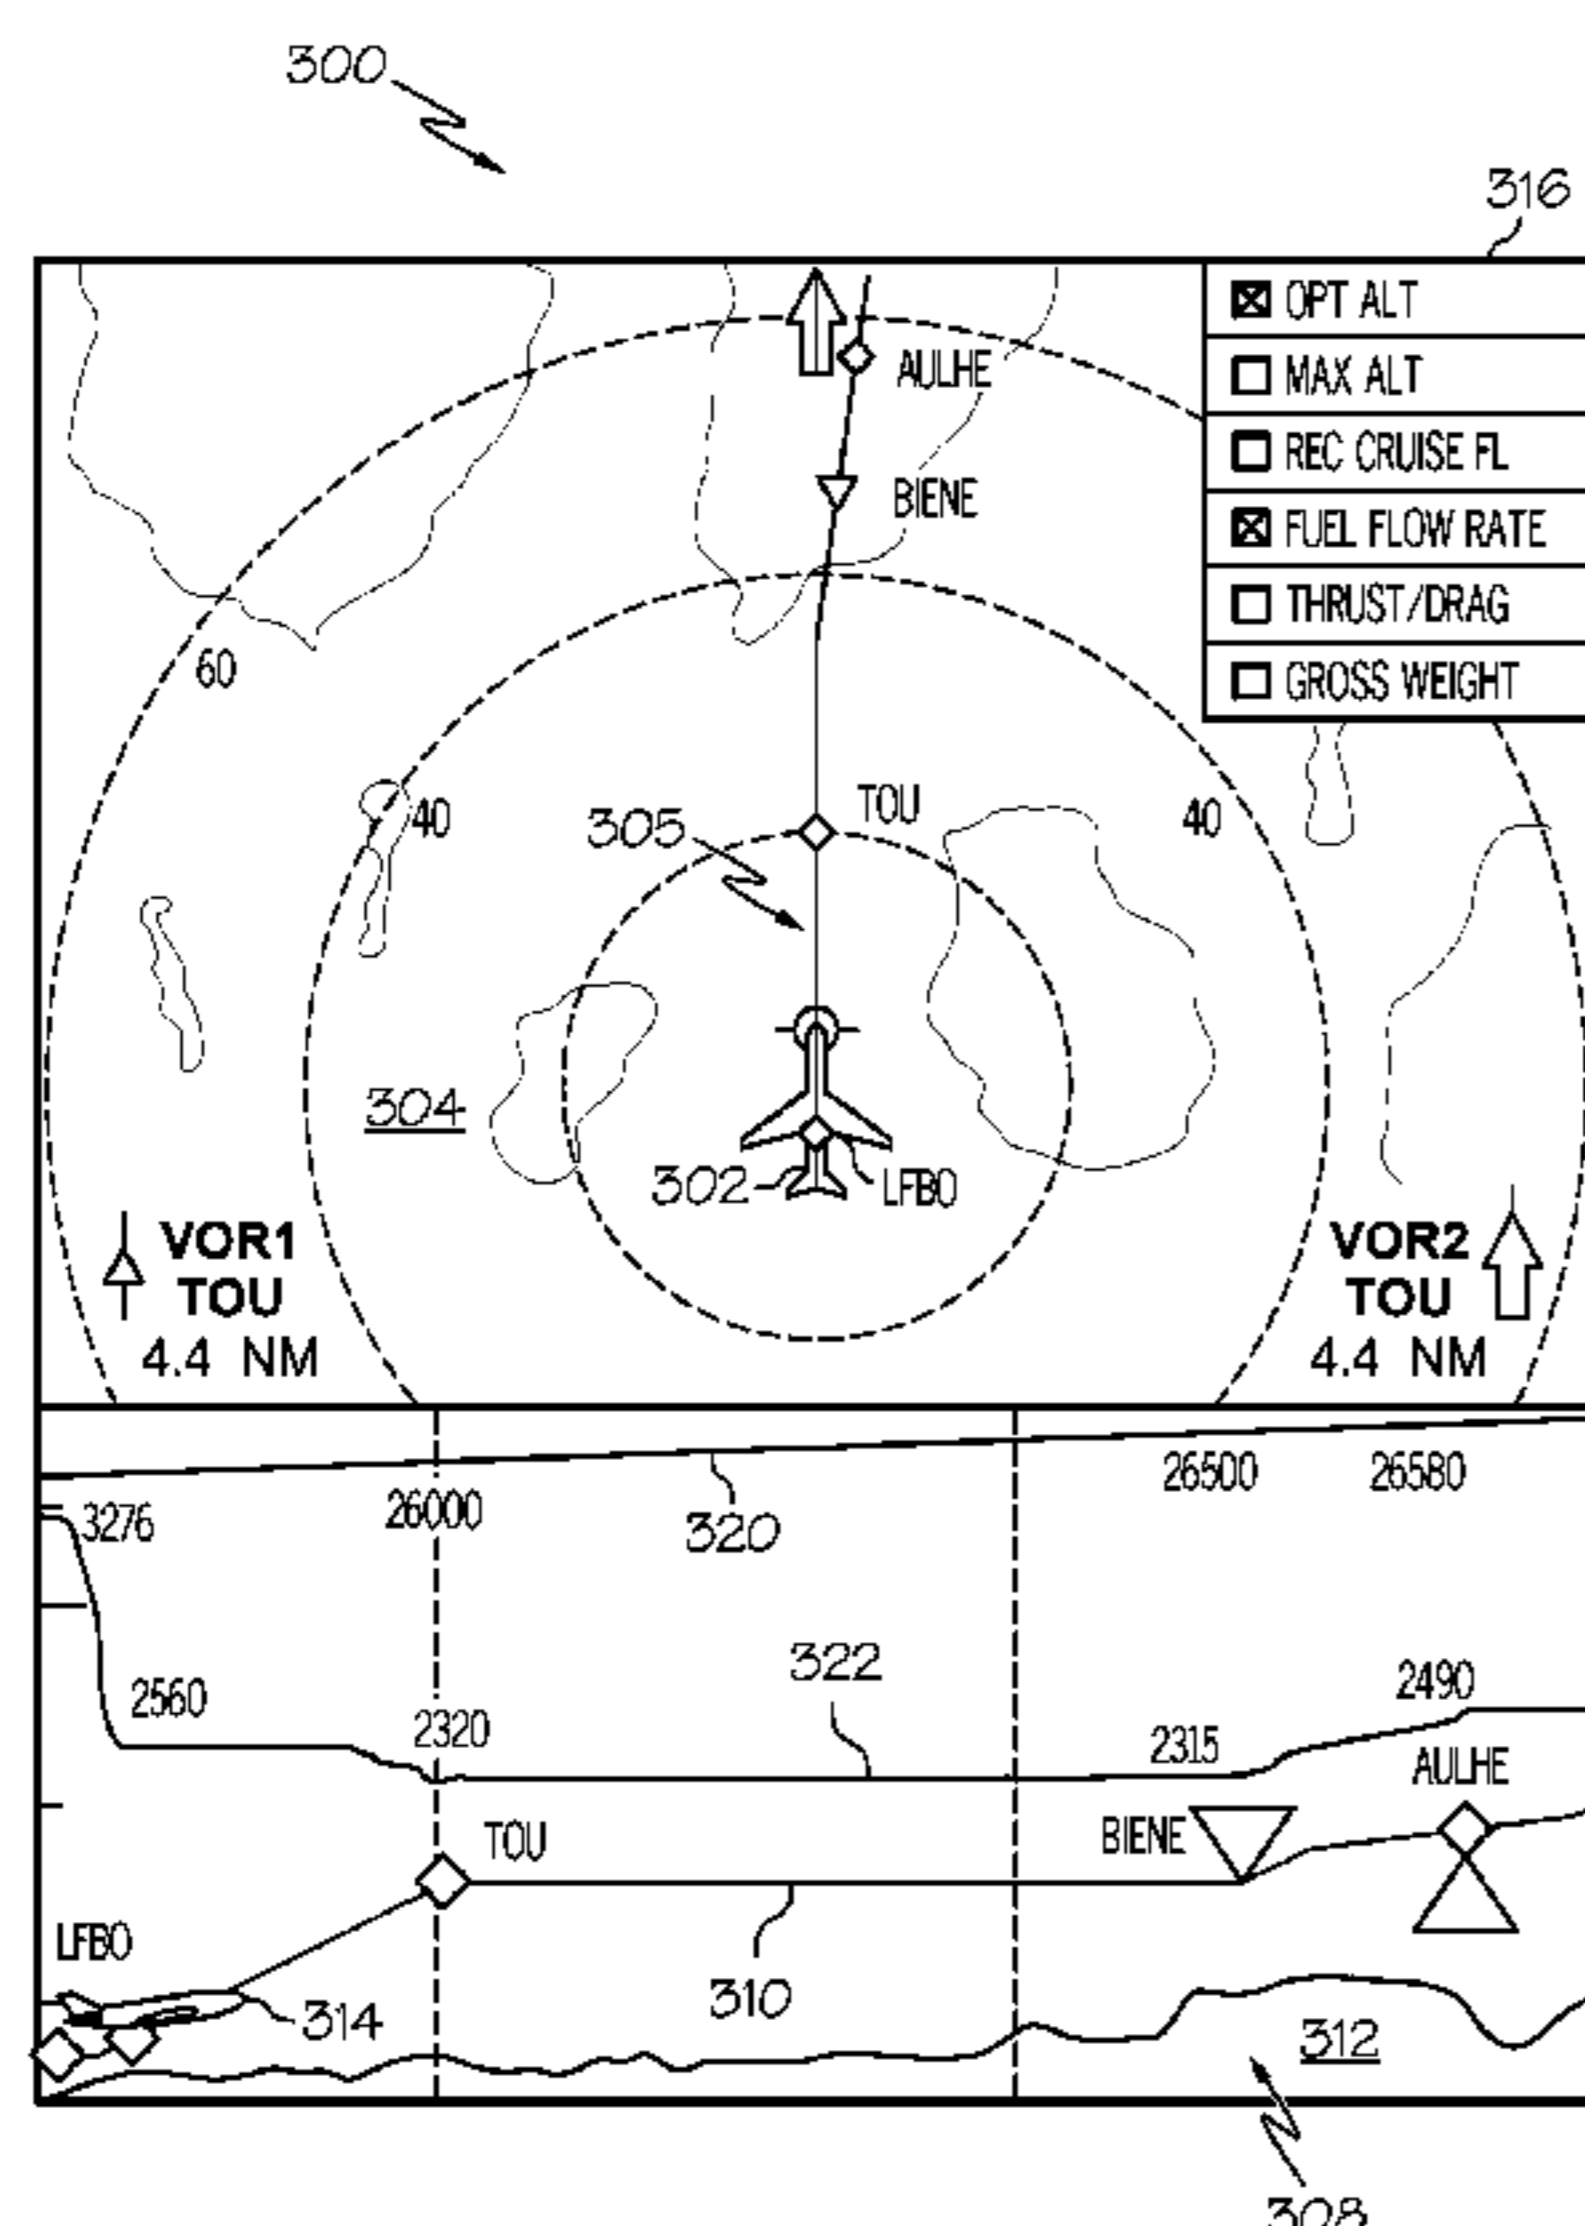 300
316
OPT ALT
MAX ALT
REC CRUISE FL
FUEL FLOW RATE
THRUST/DRAG
GROSS WEIGHT
AULHE
BIENE
60
40
305
TOU
40
304
302
LFBO
VOR1
TOU
4.4 NM
VOR2
TOU
4.4 NM
3276
26000
320
26500
26580
2560
2320
322
2315
2490
AULHE
TOU
BIENE
LFBO
314
310
312
308